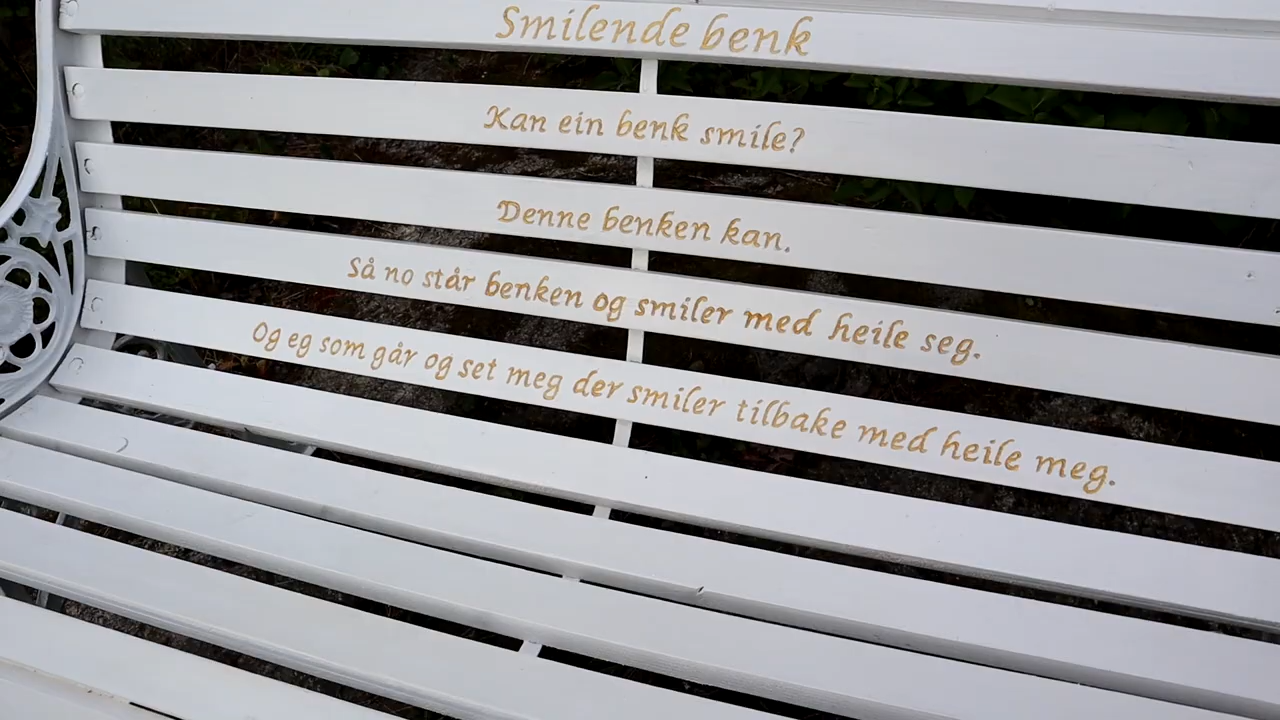 Smilende benk
Kan ein benk smile?
Denne benken kan.
Så no står benken og smiler med heile seg.
Og eg som går og set meg der smiler tilbake med heile meg.